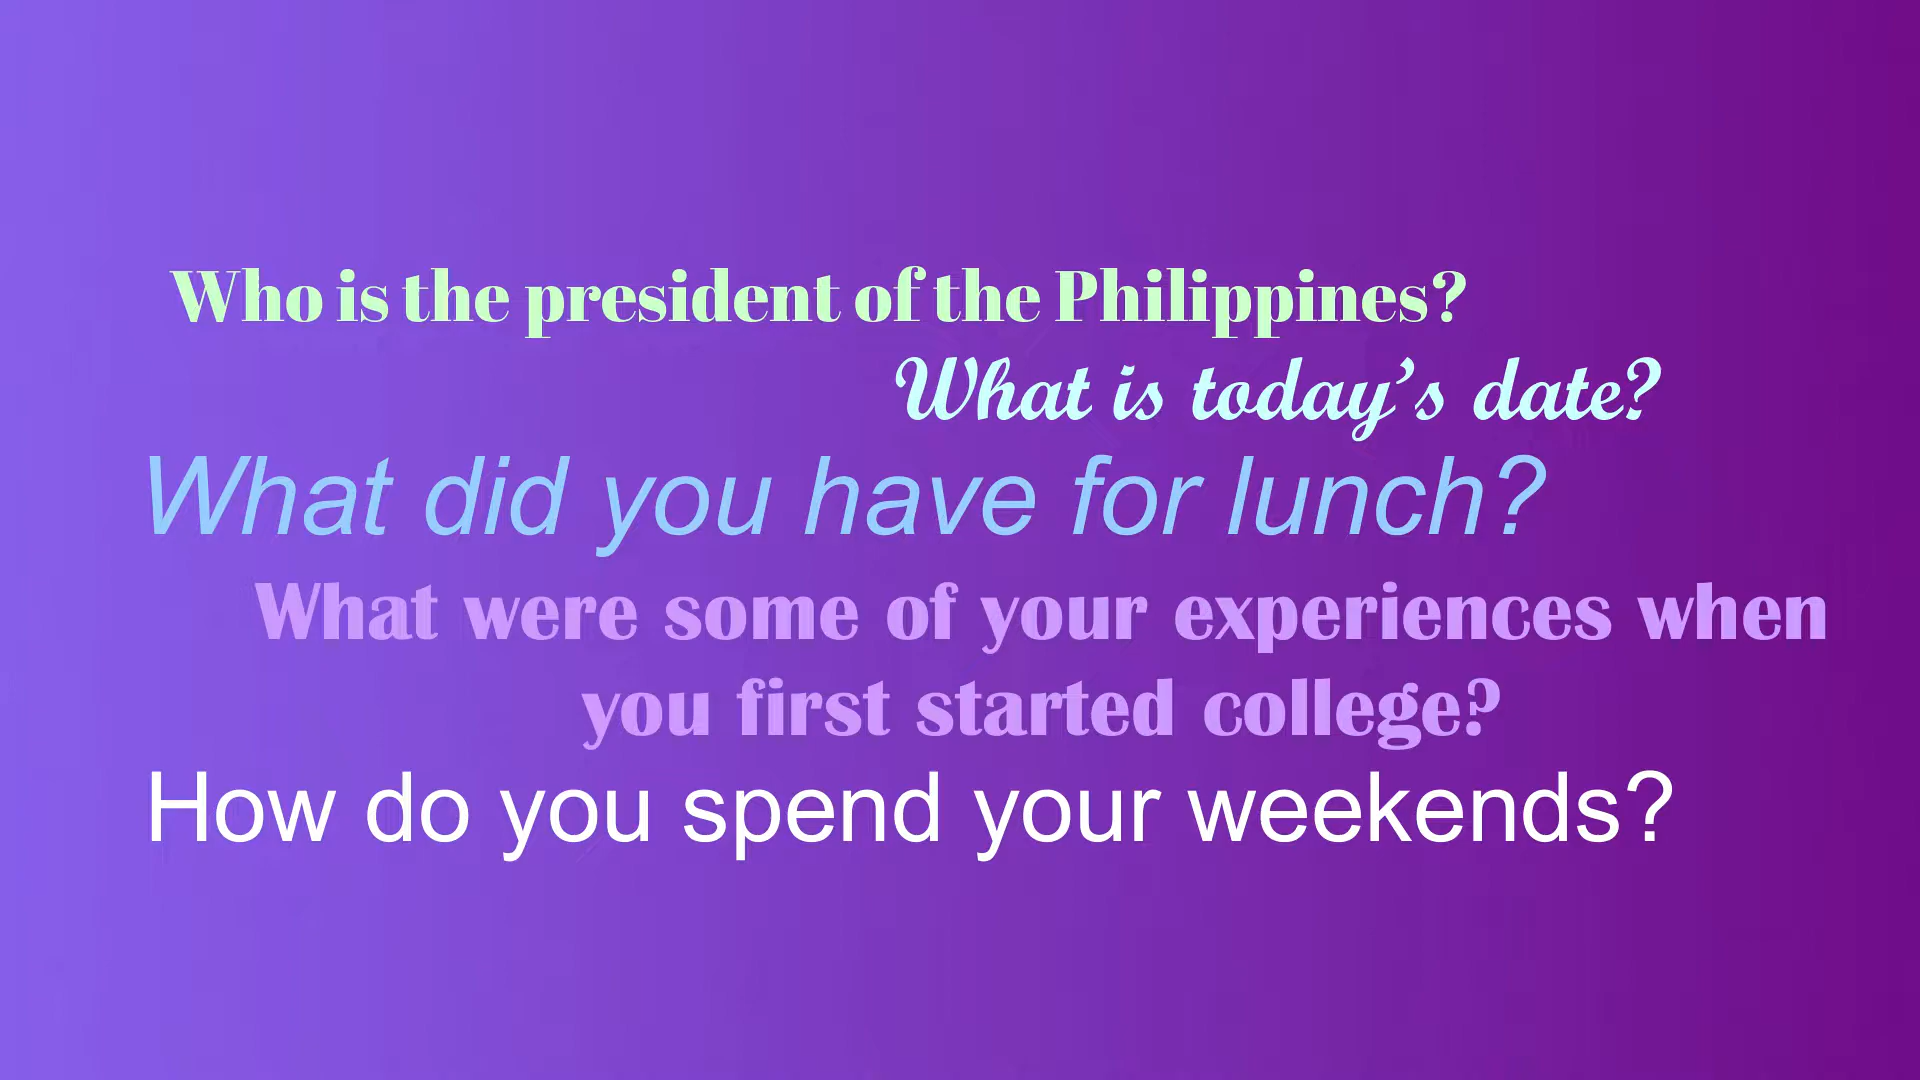 Who is the president of the Philippines?
What is today’s date?
What did you have for lunch?
What were some of your experiences when
you first started college?
How do you spend your weekends?